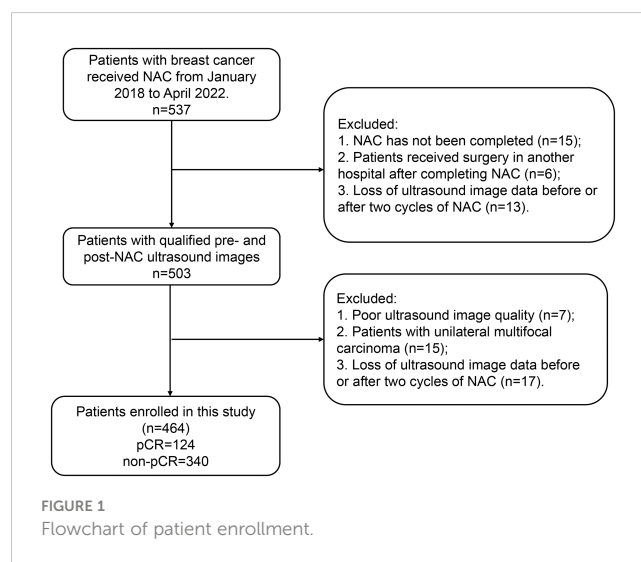 Patients with breast cancer
received NAC from January
2018 to April 2022.
n=537
Excluded:
1. NAC has not been completed (n=15);
2. Patients received surgery in another
hospital after completing NAC (n=6);
3. Loss of ultrasound image data before or
after two cycles of NAC (n=13).
Patients with qualified pre- and
post-NAC ultrasound images
n=503
Excluded:
1. Poor ultrasound image quality (n=7);
2. Patients with unilateral multifocal
carcinoma (n=15);
3. Loss of ultrasound image data before
or after two cycles of NAC (n=17).
Patients enrolled in this study
(n=464)
pCR=124
non-pCR=340
FIGURE 1
Flowchart of patient enrollment.